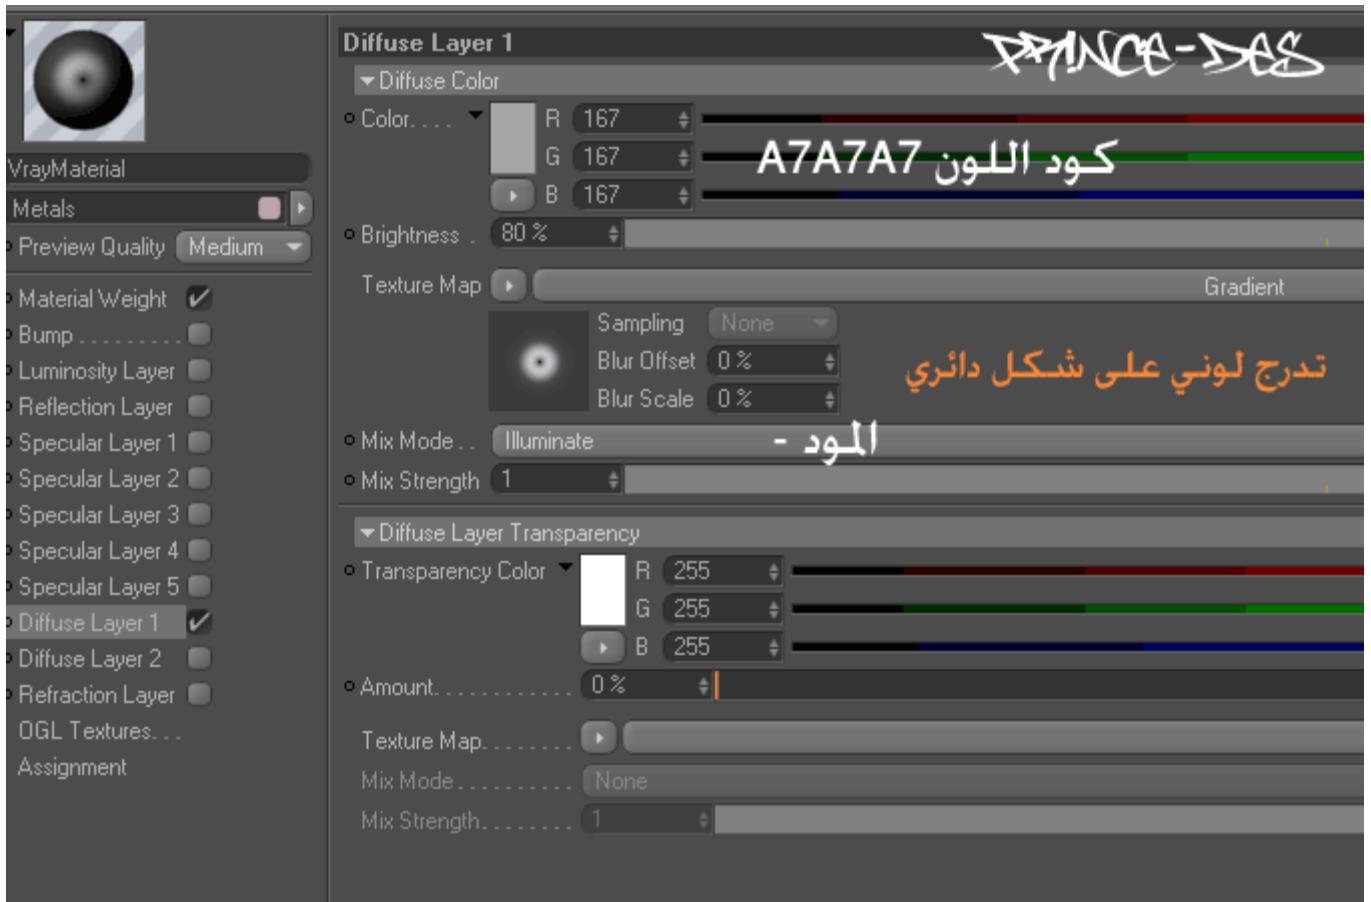 PRINCE-DES
Diffuse Layer 1
Diffuse Color
Color. . . . R 167
G 167
كود اللون A7A7A7
B 167
VrayMaterial
Metals
Preview Quality Medium
Brightness . 80 %
Texture Map Gradient
Sampling None
Blur Offset 0 %
تدرج لوني على شكل دائري
Blur Scale 0 %
Mix Mode . . Illuminate
المود -
Mix Strength 1
Material Weight
Bump . . . . . . . . .
Luminosity Layer
Reflection Layer
Specular Layer 1
Specular Layer 2
Specular Layer 3
Specular Layer 4
Specular Layer 5
Diffuse Layer 1
Diffuse Layer 2
Refraction Layer
OGL Textures. . .
Assignment
Diffuse Layer Transparency
Transparency Color R 255
G 255
B 255
Amount. . . . . . . . . . . . 0 %
Texture Map. . . . . . . .
Mix Mode . . . . . . . . . . None
Mix Strength. . . . . . . . 1